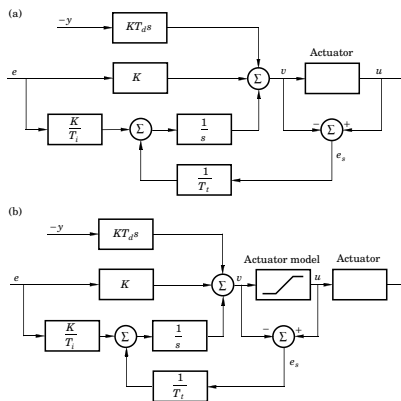 (a)
−y
KT_d s
Actuator
e
K
Σ
v
u
K/T_i
Σ
1/s
−
Σ
+
e_s
1/T_t
(b)
−y
KT_d s
Actuator model
Actuator
e
K
Σ
v
u
K/T_i
Σ
1/s
−
Σ
+
e_s
1/T_t